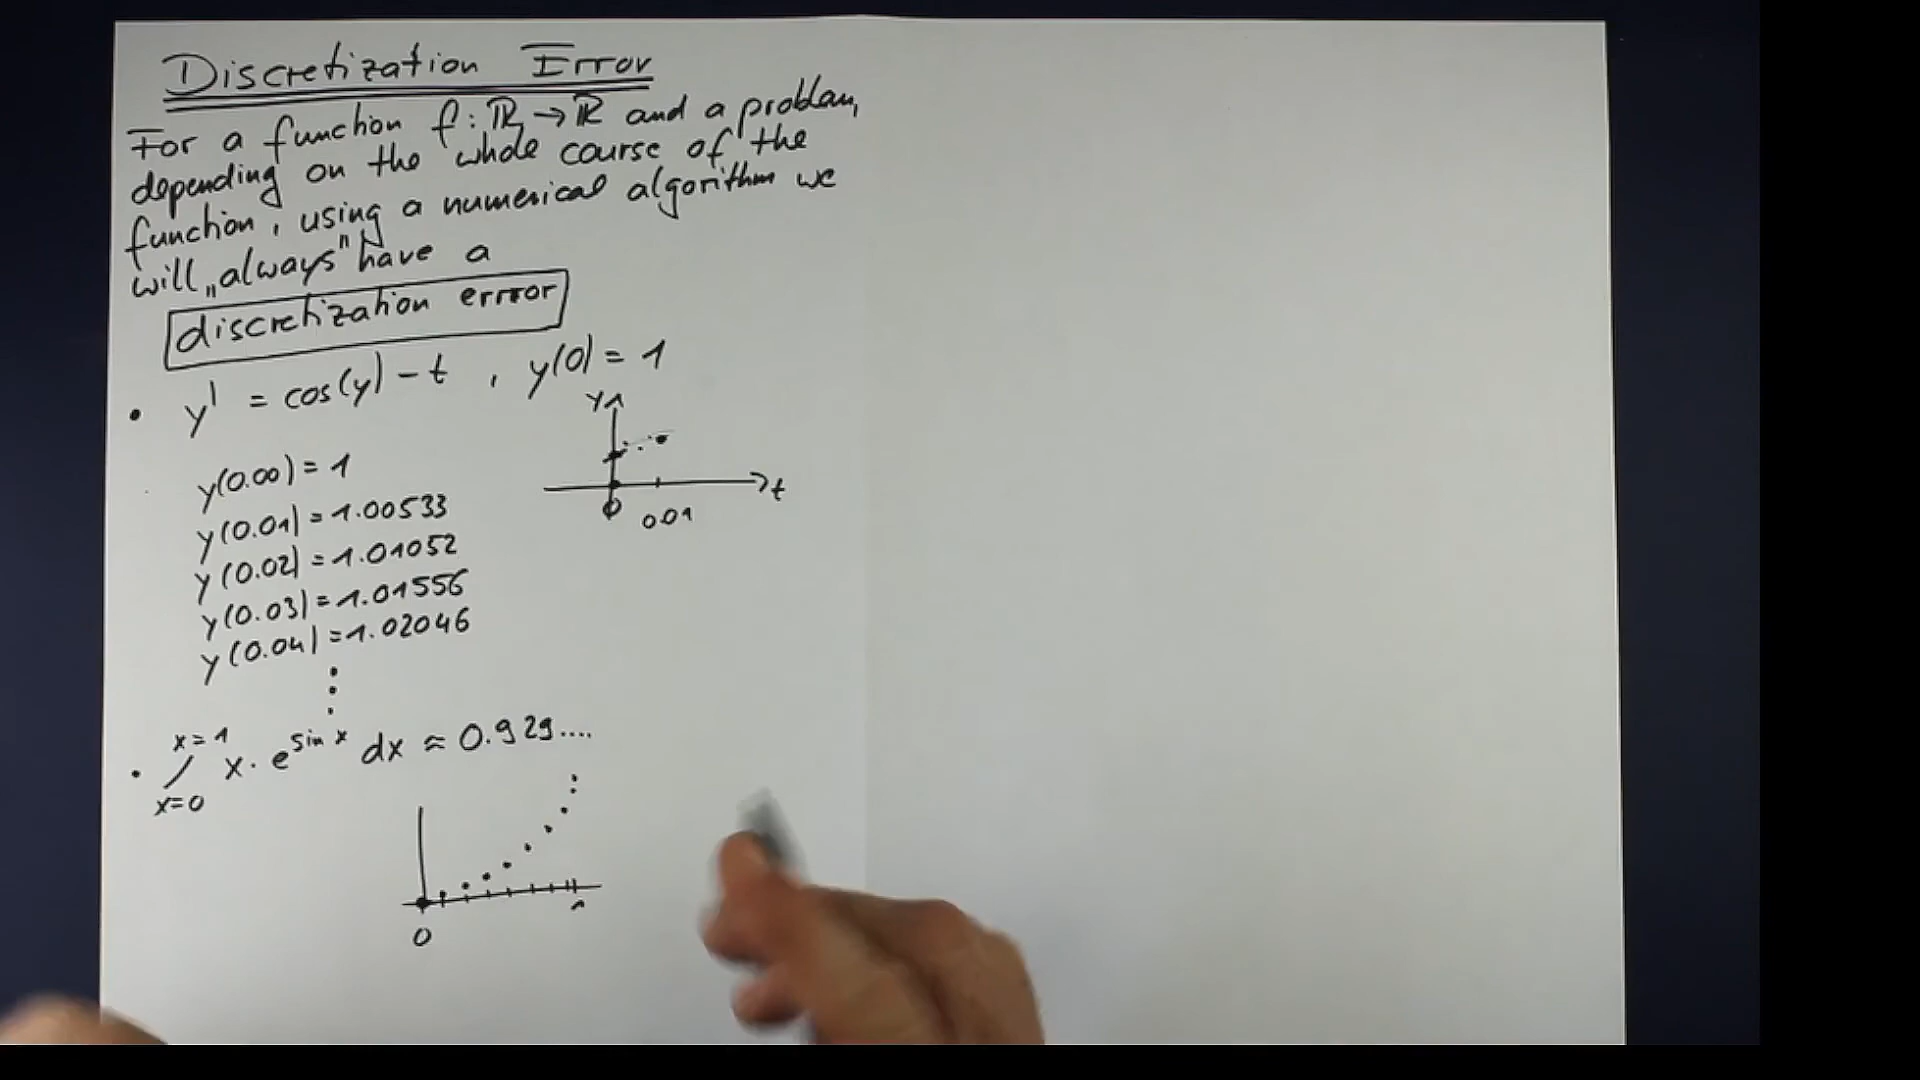 Discretization Error
For a function f: ℝ → ℝ and a problem,
depending on the whole course of the
function, using a numerical algorithm we
will „always" have a
discretization errror
• y' = cos(y) - t , y(0) = 1
y(0.00) = 1
y(0.01) = 1.00533
y(0.02) = 1.01052
y(0.03) = 1.01556
y(0.04) = 1.02046
⋮
y
t
0 0.01
x=1
• ∫ x · e^sin x dx ≈ 0.929....
x=0
0 1